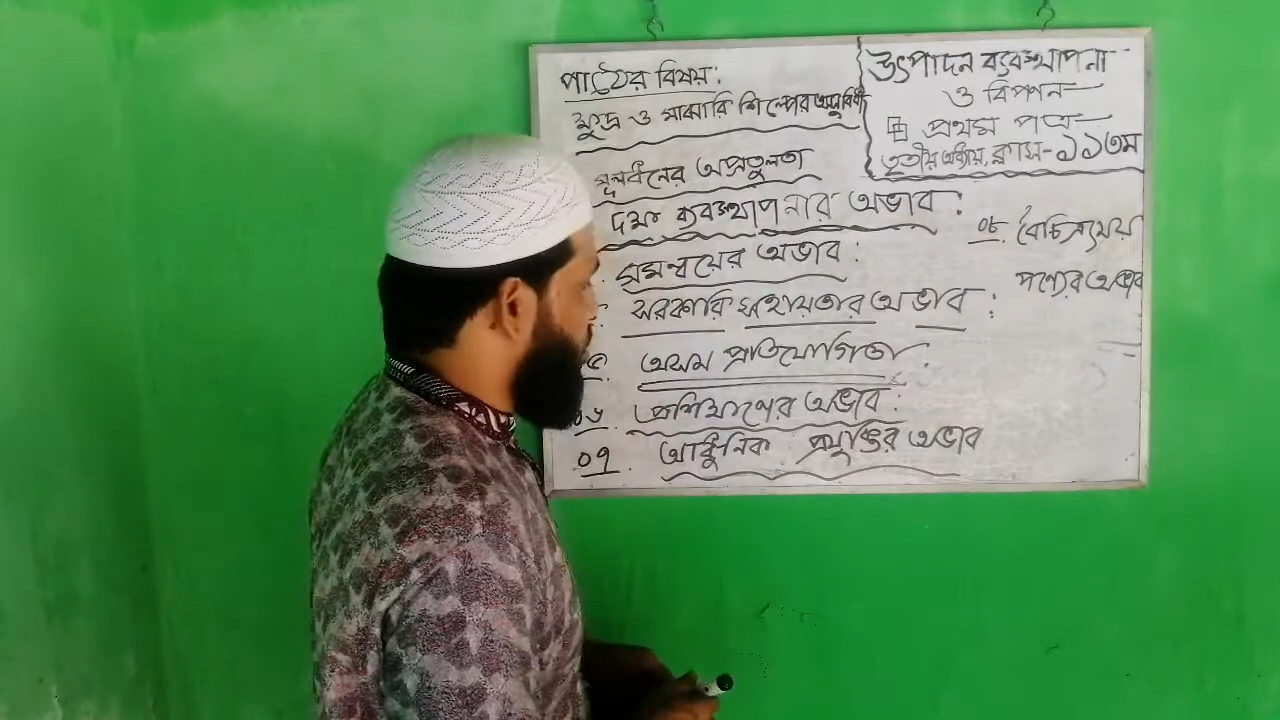 পাঠের বিষয়:
ক্ষুদ্র ও মাঝারি শিল্পের অসুবিধা
মূলধনের অপ্রতুলতা
দক্ষ ব্যবস্থাপনার অভাব:
সমন্বয়ের অভাব:
সরকারি সহায়তার অভাব:
৫ অসম প্রতিযোগিতা:
০৬. প্রশিক্ষণের অভাব:
০৭. আধুনিক প্রযুক্তির অভাব
উৎপাদন ব্যবস্থাপনা
ও বিপণন
প্রথম পত্র
তৃতীয় অধ্যায়, ক্লাস-১১তম
০৮. বৈচিত্র্যময়
পণ্যের অভাব